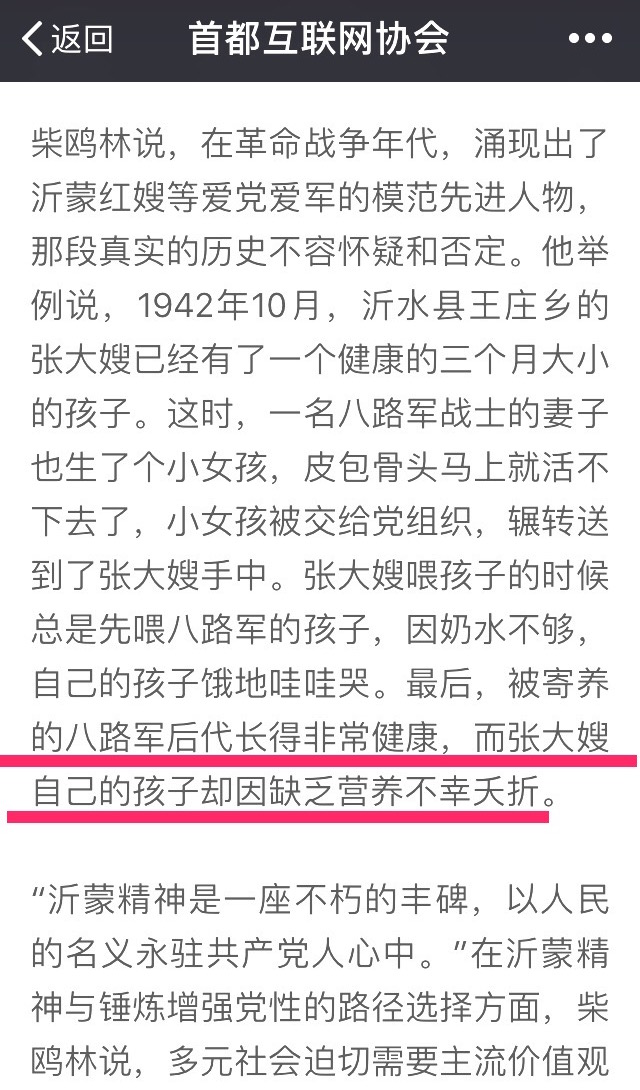 返回
首都互联网协会
柴鸥林说，在革命战争年代，涌现出了
沂蒙红嫂等爱党爱军的模范先进人物，
那段真实的历史不容怀疑和否定。他举
例说，1942年10月，沂水县王庄乡的
张大嫂已经有了一个健康的三个月大小
的孩子。这时，一名八路军战士的妻子
也生了个小女孩，皮包骨头马上就活不
下去了，小女孩被交给党组织，辗转送
到了张大嫂手中。张大嫂喂孩子的时候
总是先喂八路军的孩子，因奶水不够，
自己的孩子饿地哇哇哭。最后，被寄养
的八路军后代长得非常健康，而张大嫂
自己的孩子却因缺乏营养不幸夭折。
“沂蒙精神是一座不朽的丰碑，以人民
的名义永驻共产党人心中。”在沂蒙精
神与锤炼增强党性的路径选择方面，柴
鸥林说，多元社会迫切需要主流价值观